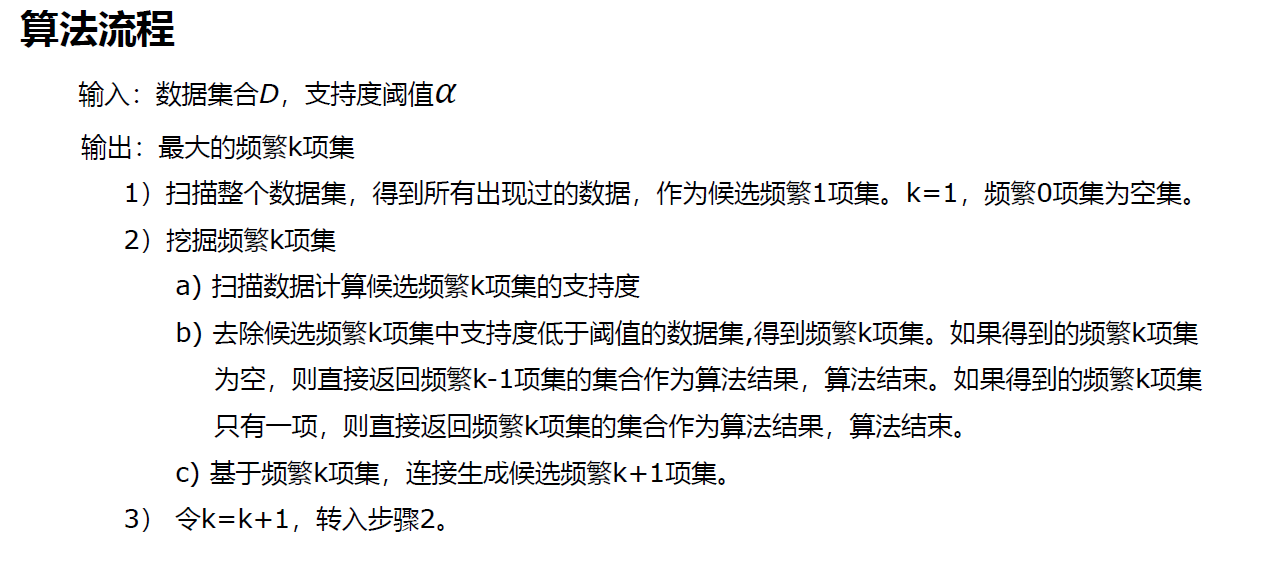 算法流程
输入：数据集合D，支持度阈值α
输出：最大的频繁k项集
1）扫描整个数据集，得到所有出现过的数据，作为候选频繁1项集。k=1，频繁0项集为空集。
2）挖掘频繁k项集
a) 扫描数据计算候选频繁k项集的支持度
b) 去除候选频繁k项集中支持度低于阈值的数据集,得到频繁k项集。如果得到的频繁k项集
为空，则直接返回频繁k-1项集的集合作为算法结果，算法结束。如果得到的频繁k项集
只有一项，则直接返回频繁k项集的集合作为算法结果，算法结束。
c) 基于频繁k项集，连接生成候选频繁k+1项集。
3） 令k=k+1，转入步骤2。